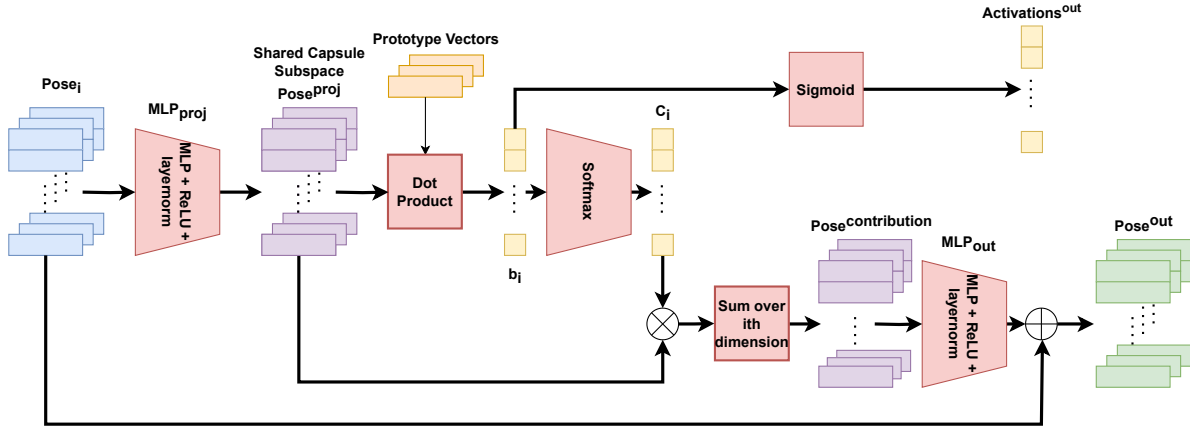 Activations^out
Prototype Vectors
Shared Capsule
Subspace
Pose^proj
Pose_i
MLP_proj
Sigmoid
C_i
MLP + ReLU +
layernorm
Dot
Product
Softmax
b_i
Pose^contribution
MLP_out
Pose^out
Sum over
ith
dimension
MLP + ReLU +
layernorm